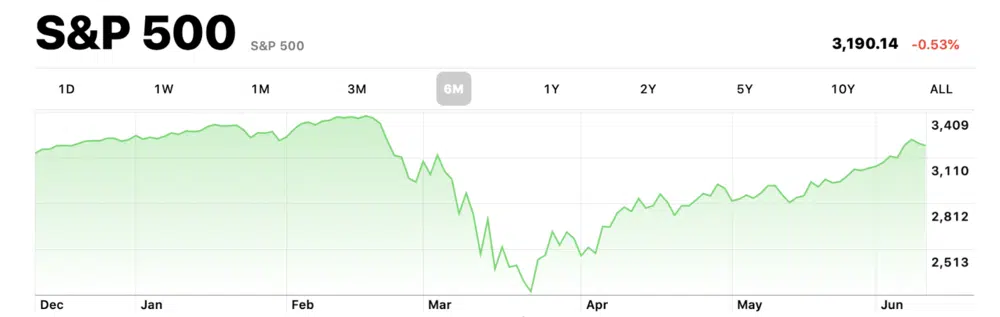 S&P 500 S&P 500 3,190.14 -0.53%
1D 1W 1M 3M 6M 1Y 2Y 5Y 10Y ALL
3,409
3,110
2,812
2,513
Dec Jan Feb Mar Apr May Jun